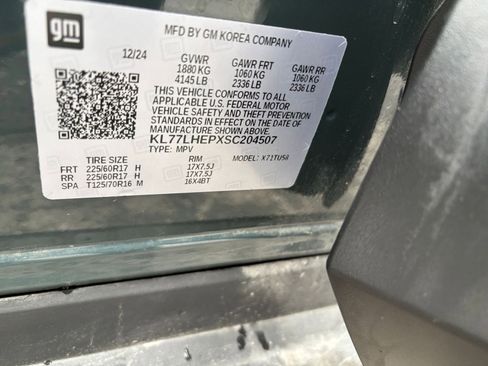 gm
MFD BY GM KOREA COMPANY
12/24 GVWR GAWR FRT GAWR RR
1880 KG 1060 KG 1060 KG
4145 LB 2336 LB 2336 LB
THIS VEHICLE CONFORMS TO ALL
APPLICABLE U.S. FEDERAL MOTOR
VEHICLE SAFETY AND THEFT PREVENTION
STANDARDS IN EFFECT ON THE DATE OF
MANUFACTURE SHOWN ABOVE.
KL77LHEPXSC204507
TYPE: MPV MODEL: X71TUS8
TIRE SIZE RIM
FRT 225/60R17 H 17X7.5J
RR 225/60R17 H 17X7.5J
SPA T125/70R16 M 16X4BT